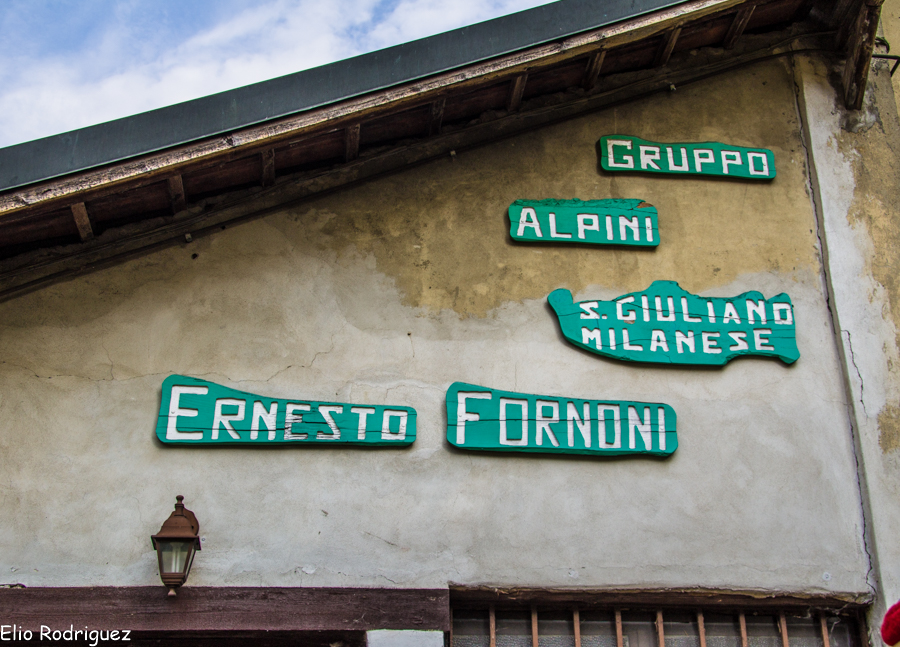 GRUPPO
ALPINI
S. GIULIANO
MILANESE
ERNESTO FORNONI
Elio Rodriguez